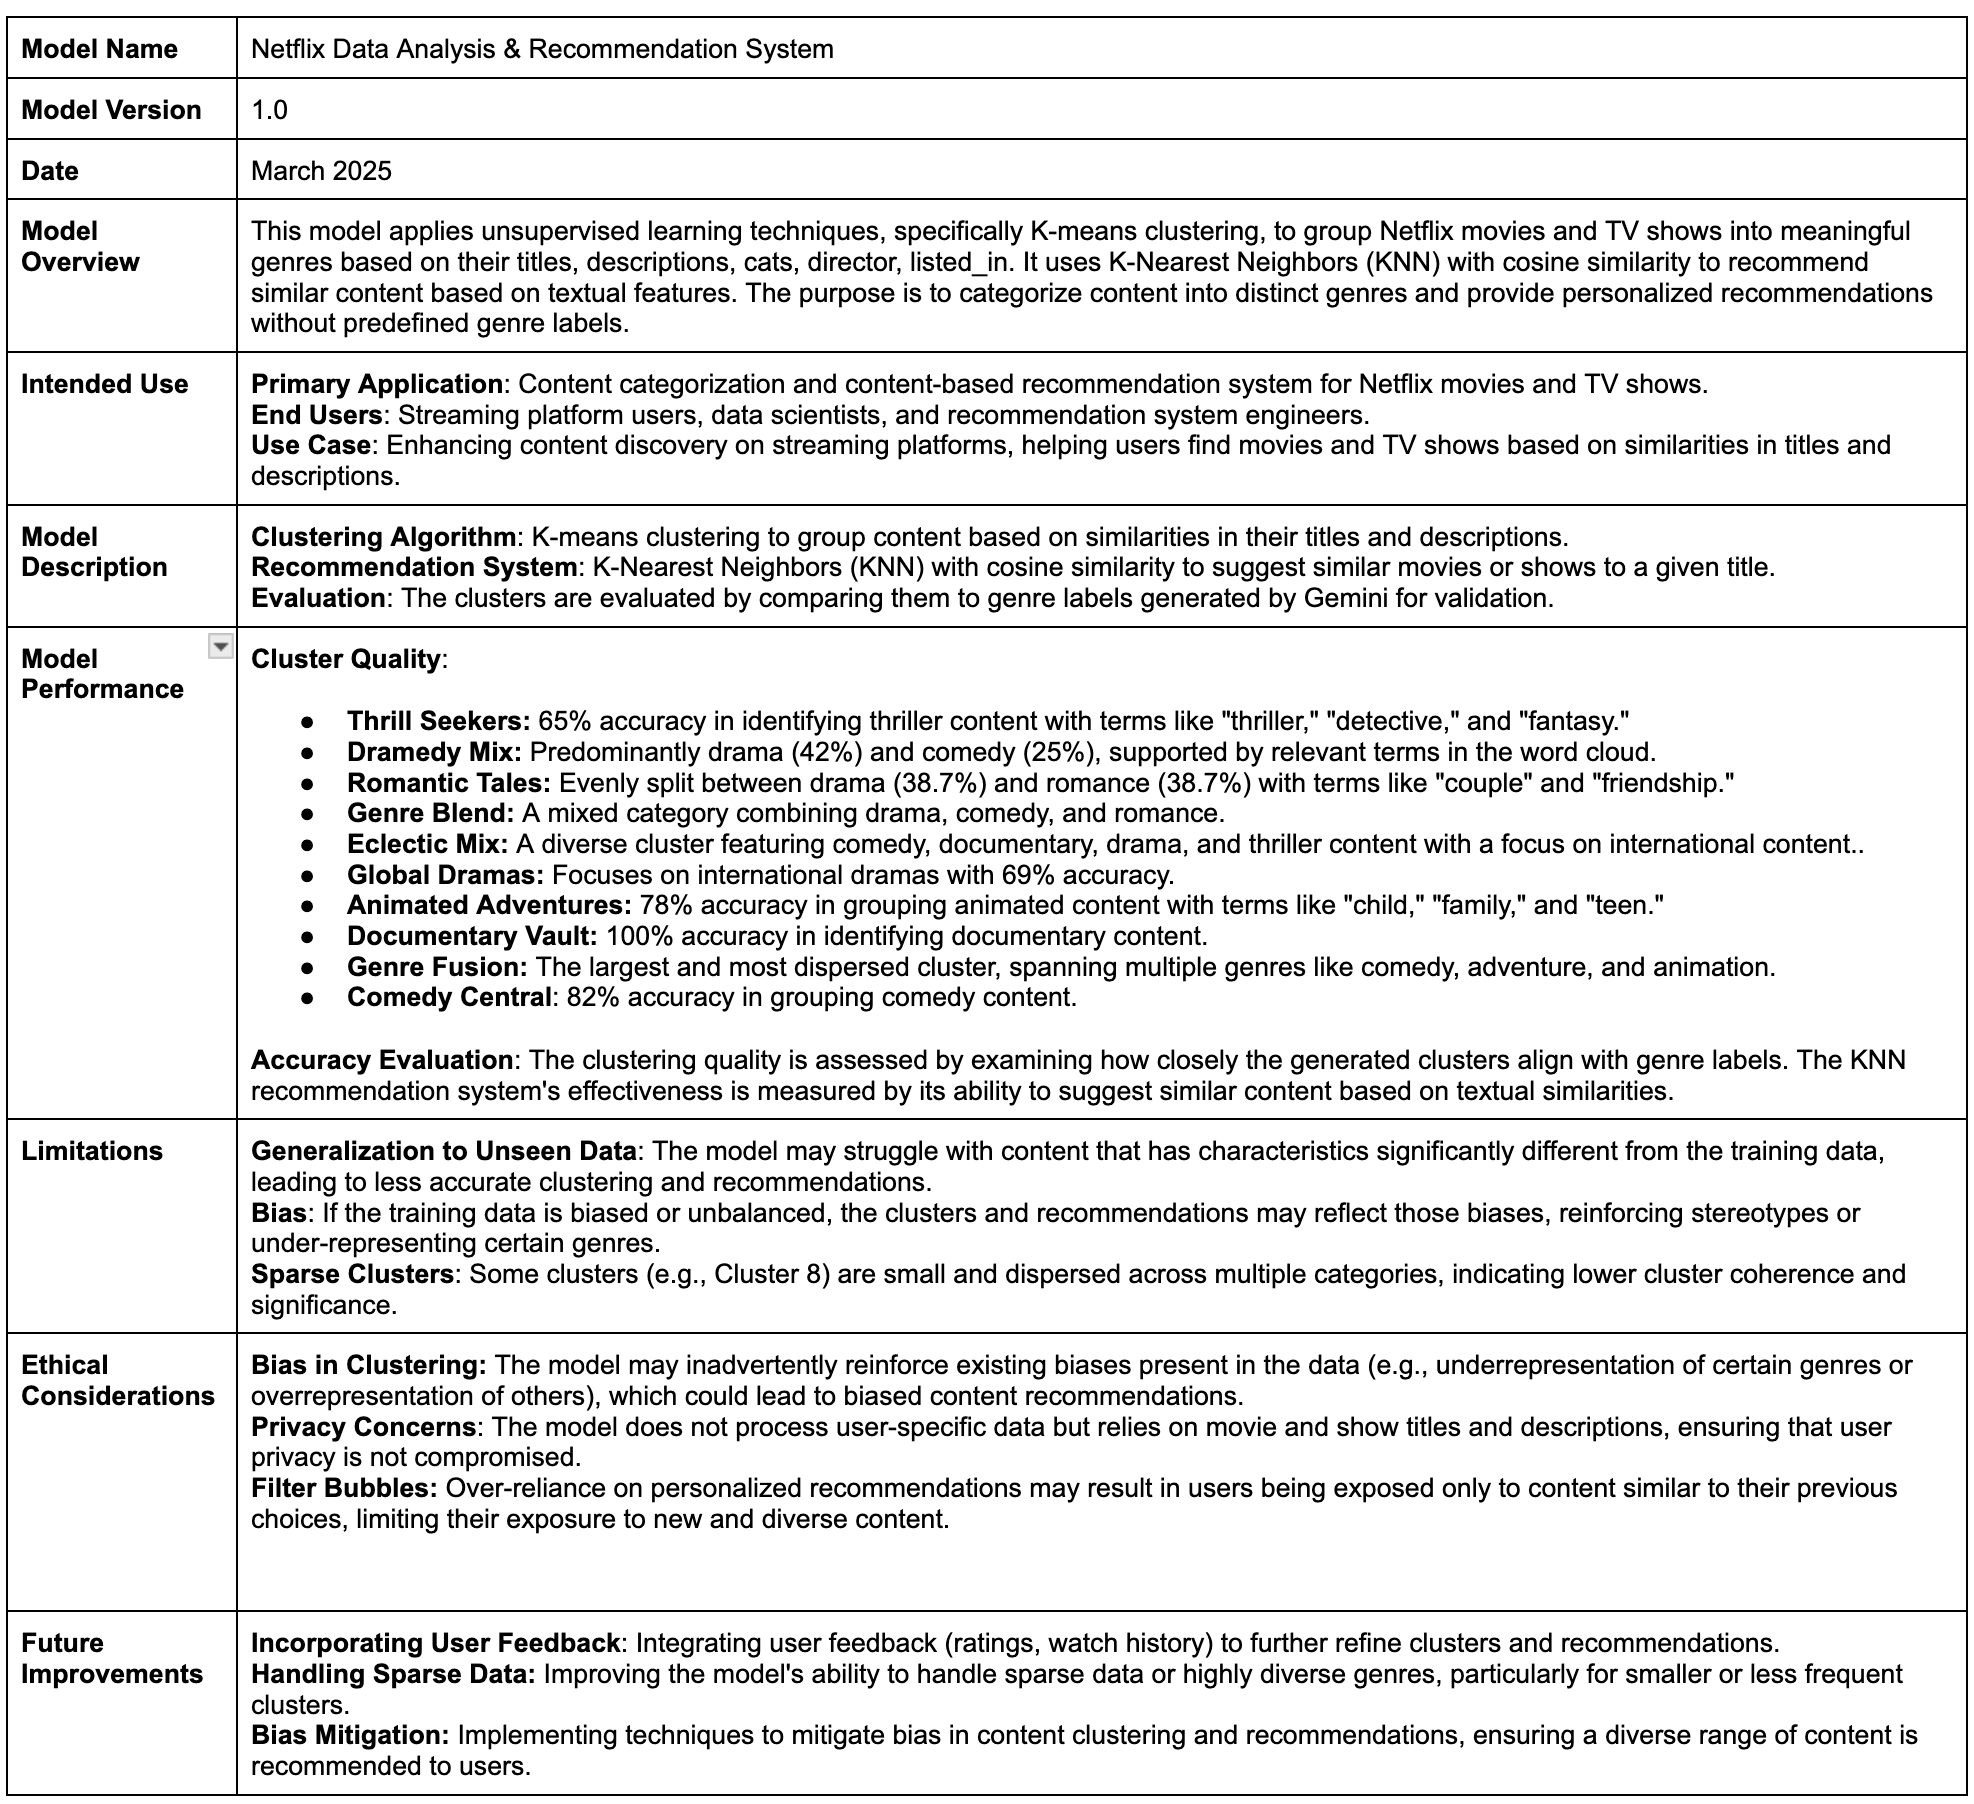 Model Name
Netflix Data Analysis & Recommendation System
Model Version
1.0
Date
March 2025
Model
Overview
This model applies unsupervised learning techniques, specifically K-means clustering, to group Netflix movies and TV shows into meaningful
genres based on their titles, descriptions, cats, director, listed_in. It uses K-Nearest Neighbors (KNN) with cosine similarity to recommend
similar content based on textual features. The purpose is to categorize content into distinct genres and provide personalized recommendations
without predefined genre labels.
Intended Use
Primary Application: Content categorization and content-based recommendation system for Netflix movies and TV shows.
End Users: Streaming platform users, data scientists, and recommendation system engineers.
Use Case: Enhancing content discovery on streaming platforms, helping users find movies and TV shows based on similarities in titles and
descriptions.
Model
Description
Clustering Algorithm: K-means clustering to group content based on similarities in their titles and descriptions.
Recommendation System: K-Nearest Neighbors (KNN) with cosine similarity to suggest similar movies or shows to a given title.
Evaluation: The clusters are evaluated by comparing them to genre labels generated by Gemini for validation.
Model
Performance
Cluster Quality:
● Thrill Seekers: 65% accuracy in identifying thriller content with terms like "thriller," "detective," and "fantasy."
● Dramedy Mix: Predominantly drama (42%) and comedy (25%), supported by relevant terms in the word cloud.
● Romantic Tales: Evenly split between drama (38.7%) and romance (38.7%) with terms like "couple" and "friendship."
● Genre Blend: A mixed category combining drama, comedy, and romance.
● Eclectic Mix: A diverse cluster featuring comedy, documentary, drama, and thriller content with a focus on international content..
● Global Dramas: Focuses on international dramas with 69% accuracy.
● Animated Adventures: 78% accuracy in grouping animated content with terms like "child," "family," and "teen."
● Documentary Vault: 100% accuracy in identifying documentary content.
● Genre Fusion: The largest and most dispersed cluster, spanning multiple genres like comedy, adventure, and animation.
● Comedy Central: 82% accuracy in grouping comedy content.
Accuracy Evaluation: The clustering quality is assessed by examining how closely the generated clusters align with genre labels. The KNN
recommendation system's effectiveness is measured by its ability to suggest similar content based on textual similarities.
Limitations
Generalization to Unseen Data: The model may struggle with content that has characteristics significantly different from the training data,
leading to less accurate clustering and recommendations.
Bias: If the training data is biased or unbalanced, the clusters and recommendations may reflect those biases, reinforcing stereotypes or
under-representing certain genres.
Sparse Clusters: Some clusters (e.g., Cluster 8) are small and dispersed across multiple categories, indicating lower cluster coherence and
significance.
Ethical
Considerations
Bias in Clustering: The model may inadvertently reinforce existing biases present in the data (e.g., underrepresentation of certain genres or
overrepresentation of others), which could lead to biased content recommendations.
Privacy Concerns: The model does not process user-specific data but relies on movie and show titles and descriptions, ensuring that user
privacy is not compromised.
Filter Bubbles: Over-reliance on personalized recommendations may result in users being exposed only to content similar to their previous
choices, limiting their exposure to new and diverse content.
Future
Improvements
Incorporating User Feedback: Integrating user feedback (ratings, watch history) to further refine clusters and recommendations.
Handling Sparse Data: Improving the model's ability to handle sparse data or highly diverse genres, particularly for smaller or less frequent
clusters.
Bias Mitigation: Implementing techniques to mitigate bias in content clustering and recommendations, ensuring a diverse range of content is
recommended to users.